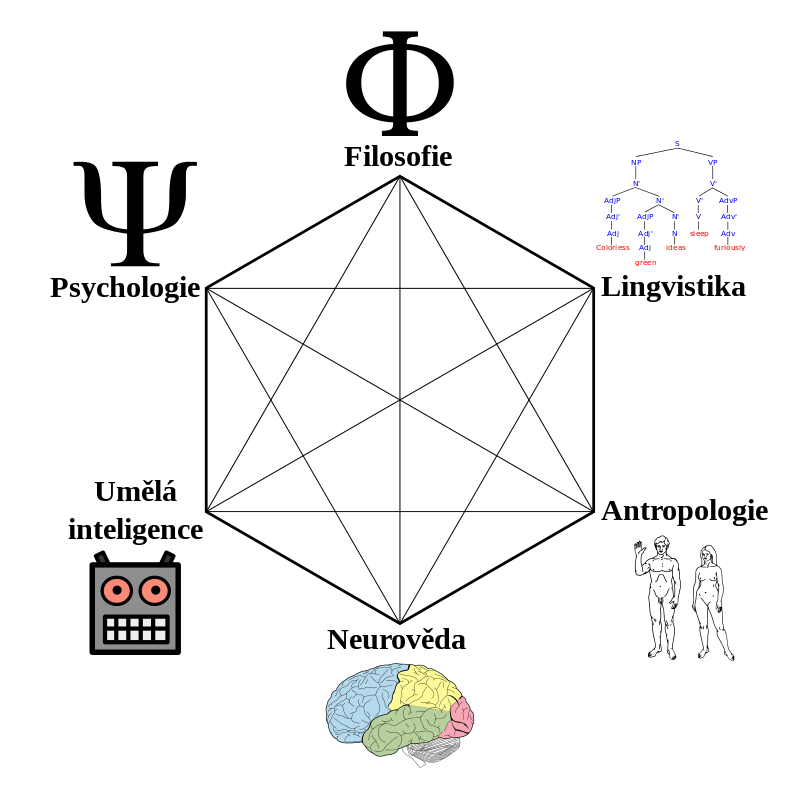 Φ
Filosofie
Ψ
Psychologie
S
NP VP
N' V'
AdjP N' V' AdvP
Adj' AdjP N' V Adv'
Adj Adj' N sleep Adv
Colorless Adj ideas furiously
green
Lingvistika
Umělá
inteligence
Antropologie
Neurověda